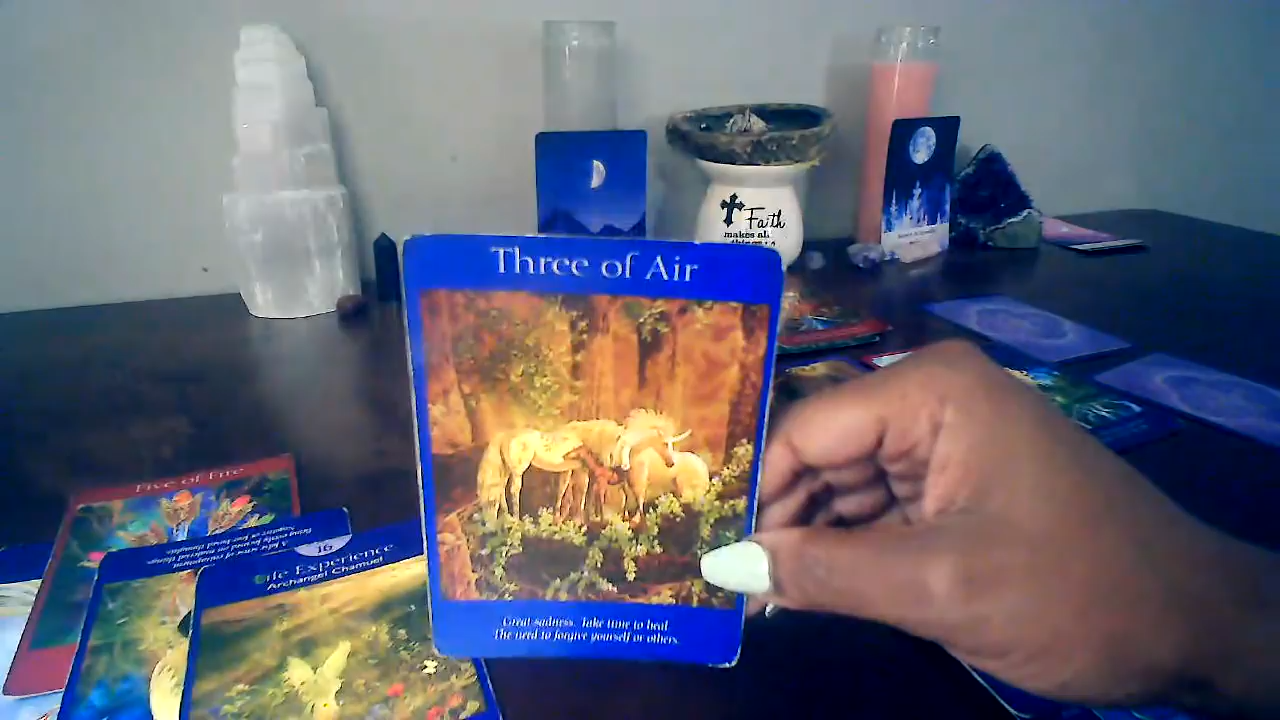 Faith
makes all
things
Three of Air
Great sadness. Take time to heal.
The need to forgive yourself or others.
Five of Fire
16
Life Experience
Archangel Chamuel